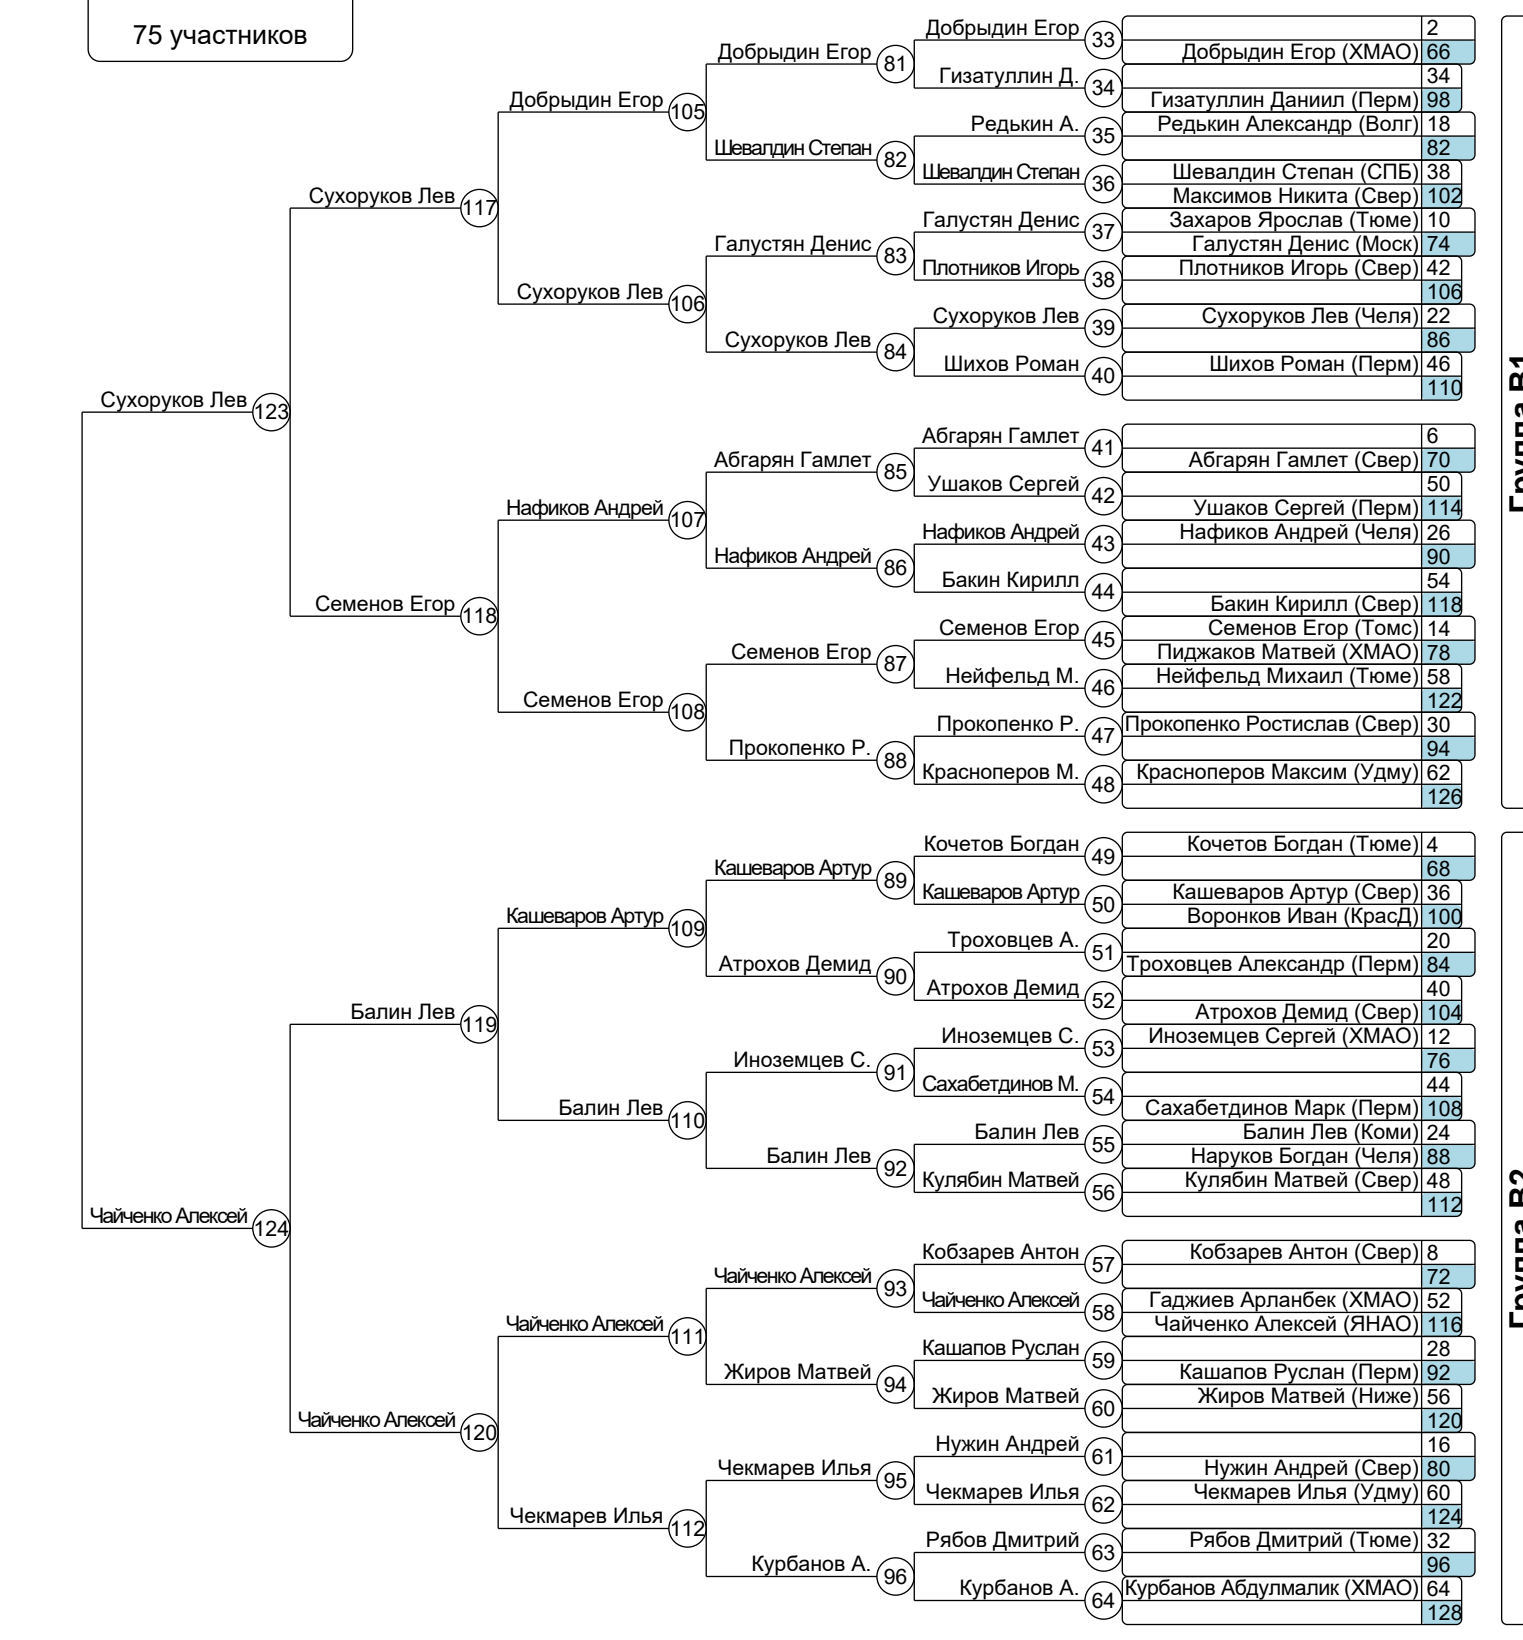 75 участников
Добрыдин Егор 33 2
Добрыдин Егор 81 Добрыдин Егор (ХМАО) 66
Гизатуллин Д. 34 34
Добрыдин Егор 105 Гизатуллин Даниил (Перм) 98
Редькин А. 35 Редькин Александр (Волг) 18
Шевалдин Степан 82 82
Шевалдин Степан 36 Шевалдин Степан (СПБ) 38
Сухоруков Лев 117 Максимов Никита (Свер) 102
Галустян Денис 37 Захаров Ярослав (Тюме) 10
Галустян Денис 83 Галустян Денис (Моск) 74
Плотников Игорь 38 Плотников Игорь (Свер) 42
Сухоруков Лев 106 106
Сухоруков Лев 39 Сухоруков Лев (Челя) 22
Сухоруков Лев 84 86
Шихов Роман 40 Шихов Роман (Перм) 46
110
Группа В1
Сухоруков Лев 123
Абгарян Гамлет 41 6
Абгарян Гамлет 85 Абгарян Гамлет (Свер) 70
Ушаков Сергей 42 50
Нафиков Андрей 107 Ушаков Сергей (Перм) 114
Нафиков Андрей 43 Нафиков Андрей (Челя) 26
Нафиков Андрей 86 90
Бакин Кирилл 44 54
Семенов Егор 118 Бакин Кирилл (Свер) 118
Семенов Егор 45 Семенов Егор (Томс) 14
Семенов Егор 87 Пиджаков Матвей (ХМАО) 78
Нейфельд М. 46 Нейфельд Михаил (Тюме) 58
Семенов Егор 108 122
Прокопенко Р. 47 Прокопенко Ростислав (Свер) 30
Прокопенко Р. 88 94
Красноперов М. 48 Красноперов Максим (Удму) 62
126
Кочетов Богдан 49 Кочетов Богдан (Тюме) 4
Кашеваров Артур 89 68
Кашеваров Артур 50 Кашеваров Артур (Свер) 36
Кашеваров Артур 109 Воронков Иван (КрасД) 100
Троховцев А. 51 20
Атрохов Демид 90 Троховцев Александр (Перм) 84
Атрохов Демид 52 40
Балин Лев 119 Атрохов Демид (Свер) 104
Иноземцев С. 53 Иноземцев Сергей (ХМАО) 12
Иноземцев С. 91 76
Сахабетдинов М. 54 44
Балин Лев 110 Сахабетдинов Марк (Перм) 108
Балин Лев 55 Балин Лев (Коми) 24
Балин Лев 92 Наруков Богдан (Челя) 88
Кулябин Матвей 56 Кулябин Матвей (Свер) 48
112
Группа В2
Чайченко Алексей 124
Кобзарев Антон 57 Кобзарев Антон (Свер) 8
Чайченко Алексей 93 72
Чайченко Алексей 58 Гаджиев Арланбек (ХМАО) 52
Чайченко Алексей 111 Чайченко Алексей (ЯНАО) 116
Кашапов Руслан 59 28
Жиров Матвей 94 Кашапов Руслан (Перм) 92
Жиров Матвей 60 Жиров Матвей (Ниже) 56
Чайченко Алексей 120 120
Нужин Андрей 61 16
Чекмарев Илья 95 Нужин Андрей (Свер) 80
Чекмарев Илья 62 Чекмарев Илья (Удму) 60
Чекмарев Илья 112 124
Рябов Дмитрий 63 Рябов Дмитрий (Тюме) 32
Курбанов А. 96 96
Курбанов А. 64 Курбанов Абдулмалик (ХМАО) 64
128